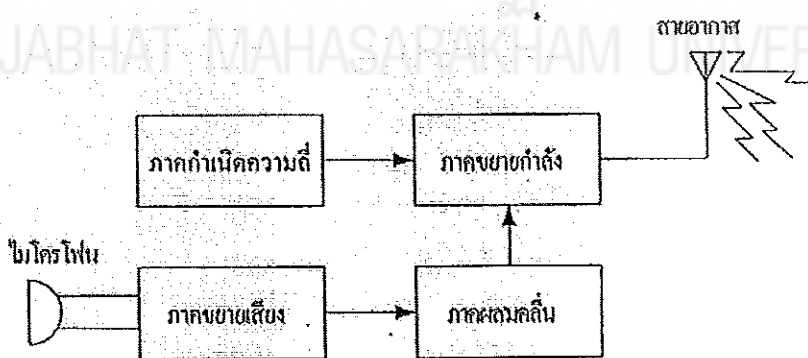 JABHAT MAHASARAKHAM UNIVER
สายอากาศ
ภาคกำเนิดความถี่
ภาคขยายกำลัง
ไมโครโฟน
ภาคขยายเสียง
ภาคผสมคลื่น